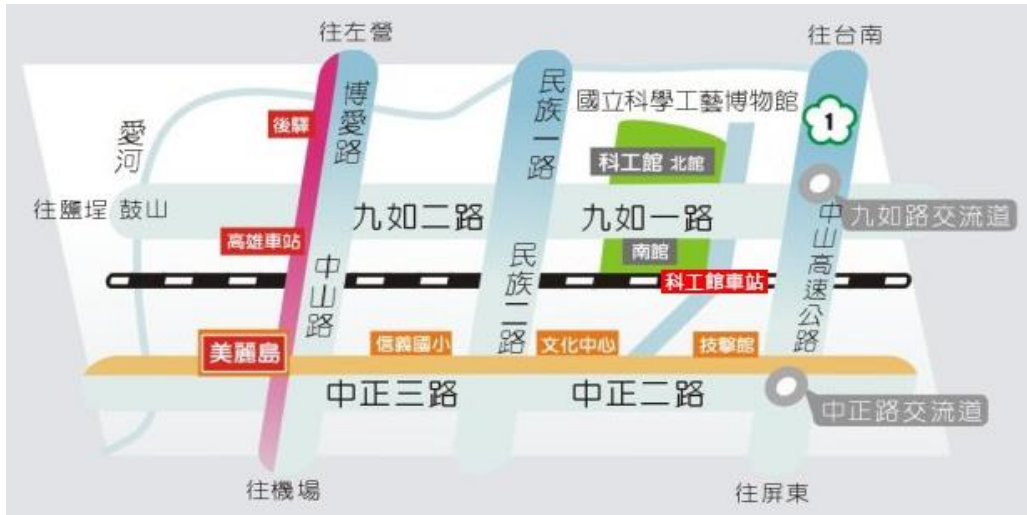 往左營
往台南
博愛路
民族一路
國立科學工藝博物館
1
後驛
愛河
科工館 北館
往鹽埕 鼓山
九如二路
九如一路
九如路交流道
高雄車站
南館
中山路
民族二路
中山高速公路
科工館車站
美麗島
信義國小
文化中心
技擊館
中正三路
中正二路
中正路交流道
往機場
往屏東